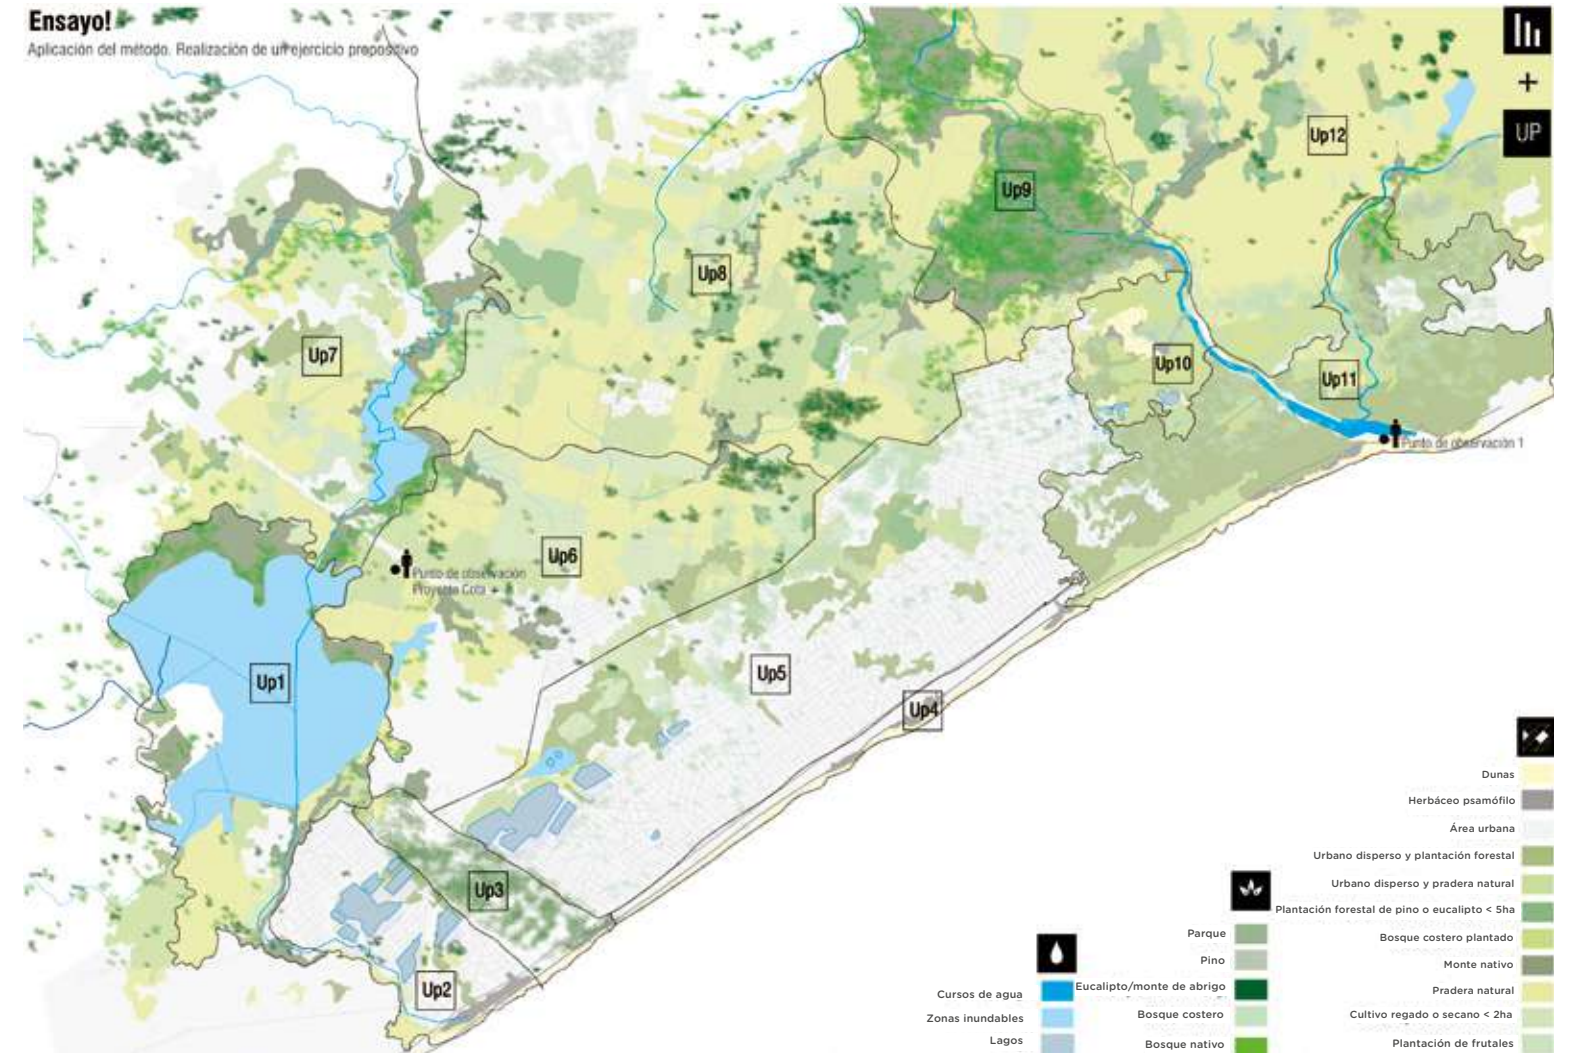 Ensayo!
Aplicación del método. Realización de un ejercicio propositivo
+
UP
Up12
Up9
Up8
Up7
Up10
Up11
Punto de observación 1
Up6
Punto de observación
Proyecto Cota +
Up1
Up5
Up4
Up3
Up2
Dunas
Herbáceo psamófilo
Área urbana
Urbano disperso y plantación forestal
Urbano disperso y pradera natural
Plantación forestal de pino o eucalipto < 5ha
Bosque costero plantado
Monte nativo
Pradera natural
Cultivo regado o secano < 2ha
Plantación de frutales
Parque
Pino
Eucalipto/monte de abrigo
Bosque costero
Bosque nativo
Cursos de agua
Zonas inundables
Lagos